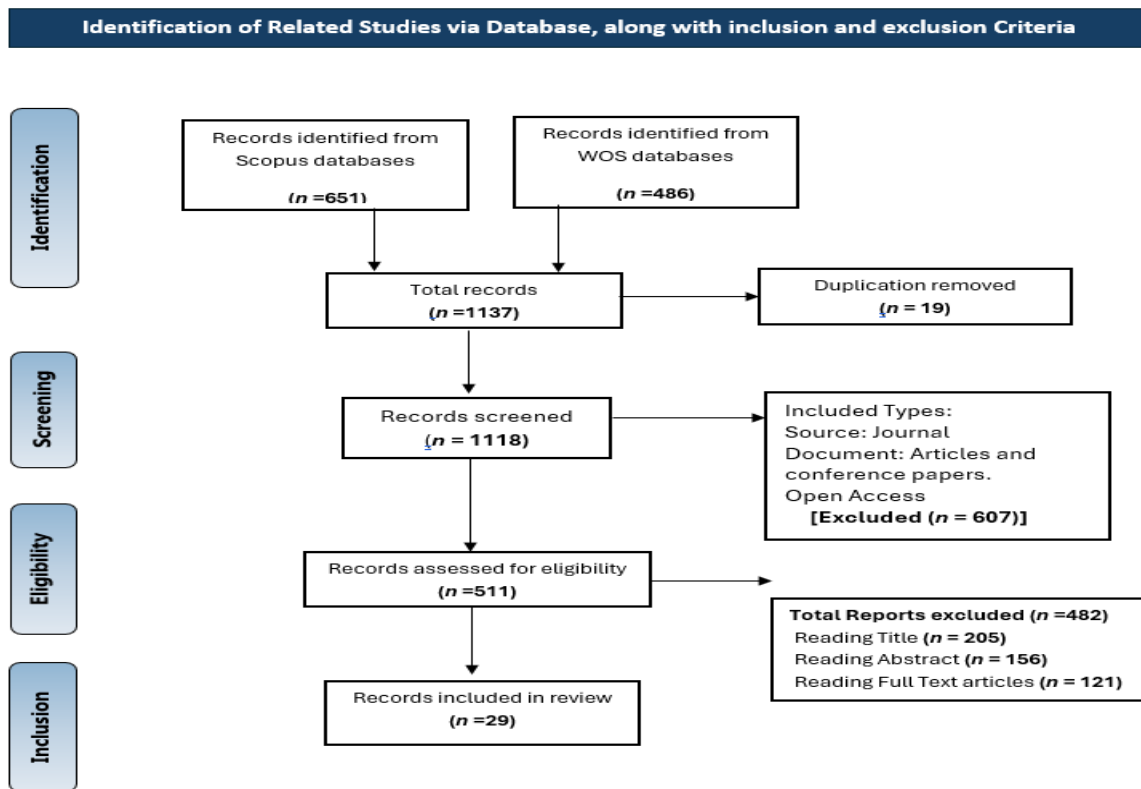 Identification of Related Studies via Database, along with inclusion and exclusion Criteria
Identification
Records identified from
Scopus databases
(n =651)
Records identified from
WOS databases
(n =486)
Total records
(n =1137)
Duplication removed
(n = 19)
Screening
Records screened
(n = 1118)
Included Types:
Source: Journal
Document: Articles and
conference papers.
Open Access
[Excluded (n = 607)]
Eligibility
Records assessed for eligibility
(n =511)
Total Reports excluded (n =482)
Reading Title (n = 205)
Reading Abstract (n = 156)
Reading Full Text articles (n = 121)
Inclusion
Records included in review
(n =29)